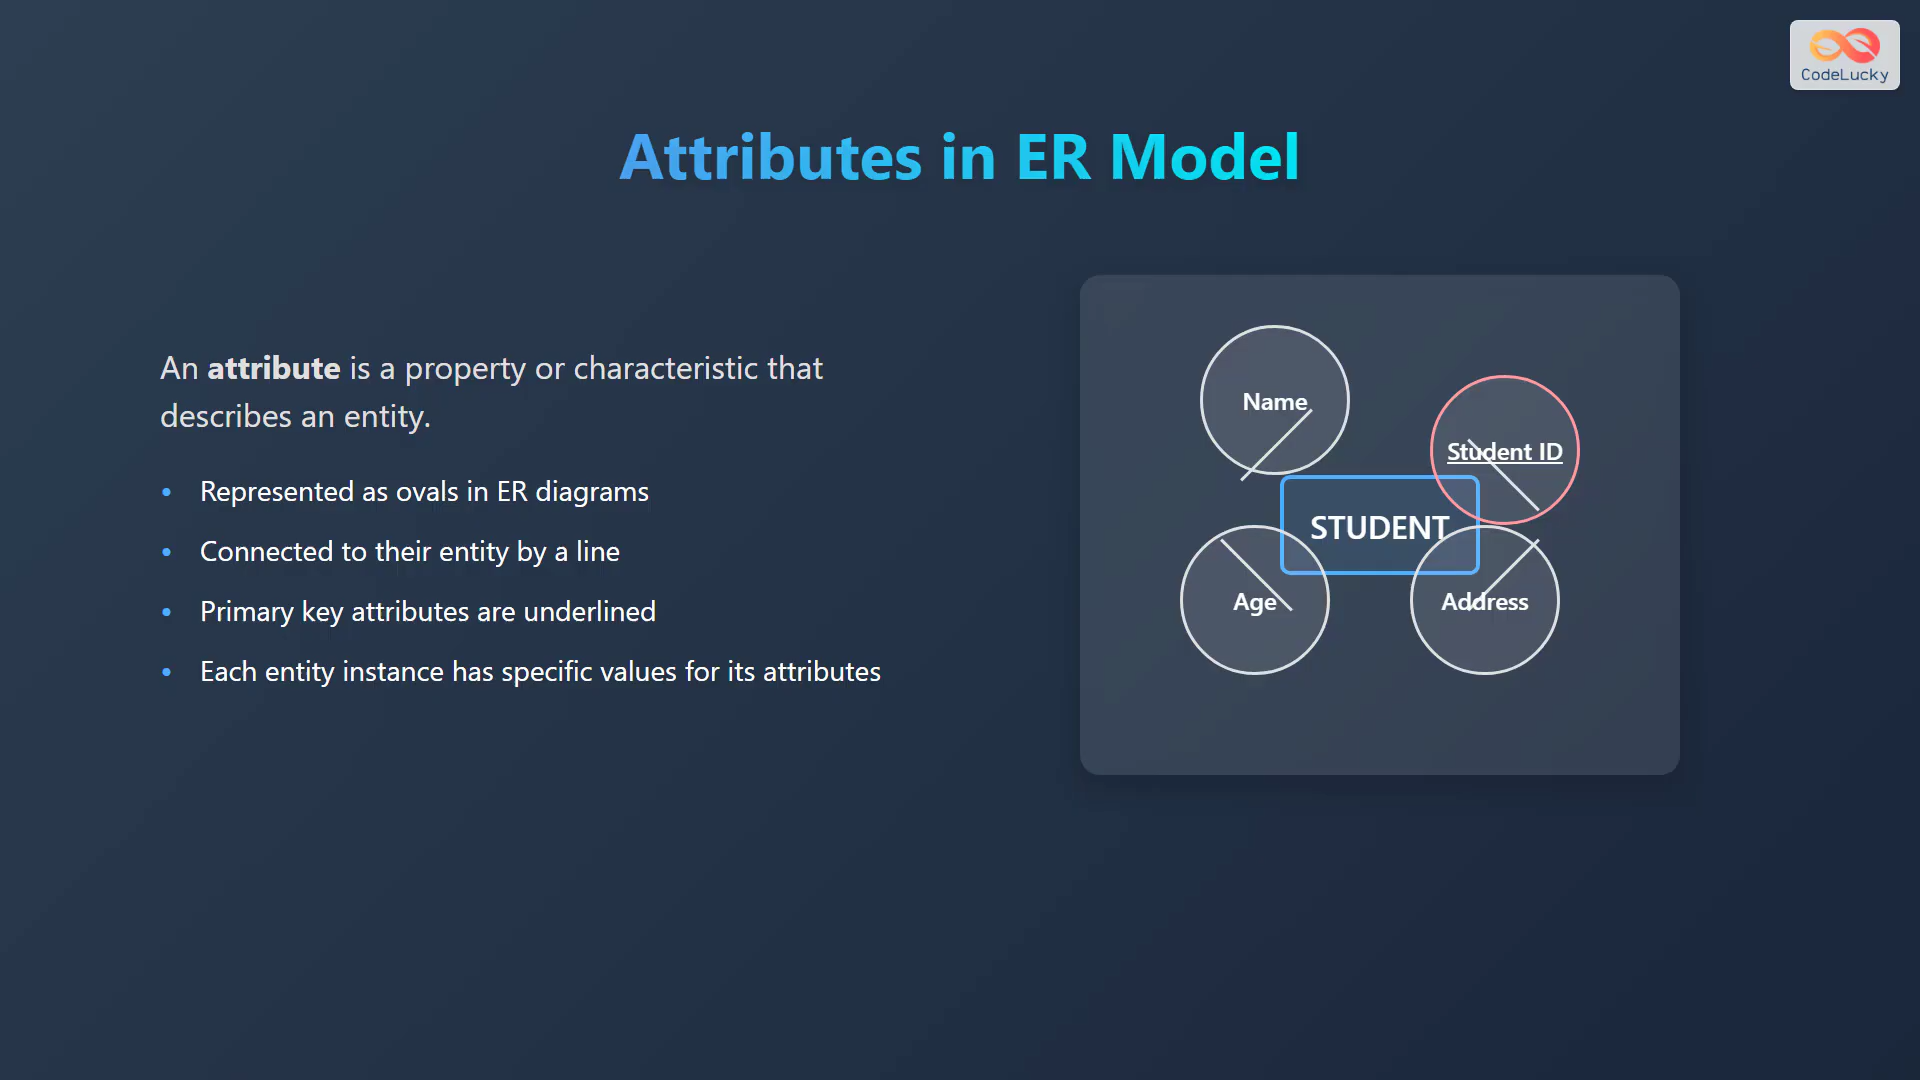 CodeLucky
Attributes in ER Model
An attribute is a property or characteristic that
describes an entity.
• Represented as ovals in ER diagrams
• Connected to their entity by a line
• Primary key attributes are underlined
• Each entity instance has specific values for its attributes
Name
Student ID
STUDENT
Age
Address